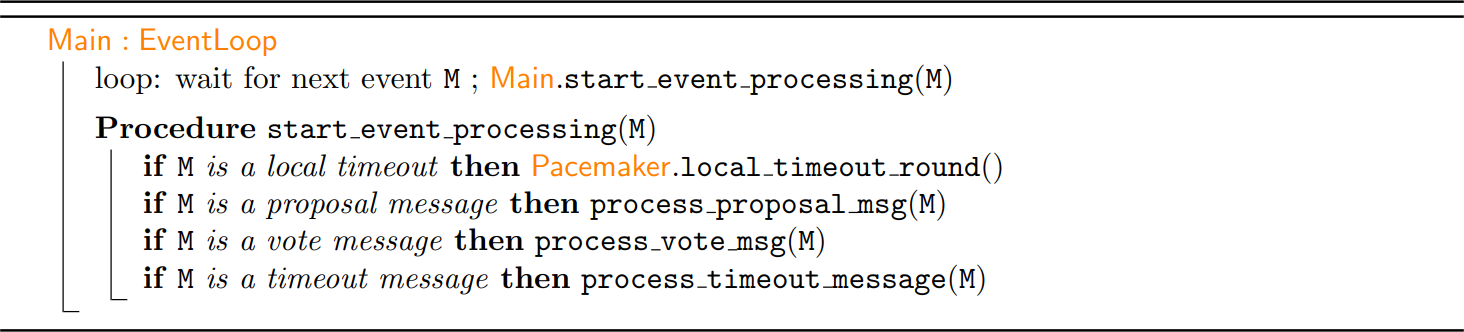 Main : EventLoop
loop: wait for next event M ; Main.start_event_processing(M)
Procedure start_event_processing(M)
if M is a local timeout then Pacemaker.local_timeout_round()
if M is a proposal message then process_proposal_msg(M)
if M is a vote message then process_vote_msg(M)
if M is a timeout message then process_timeout_message(M)